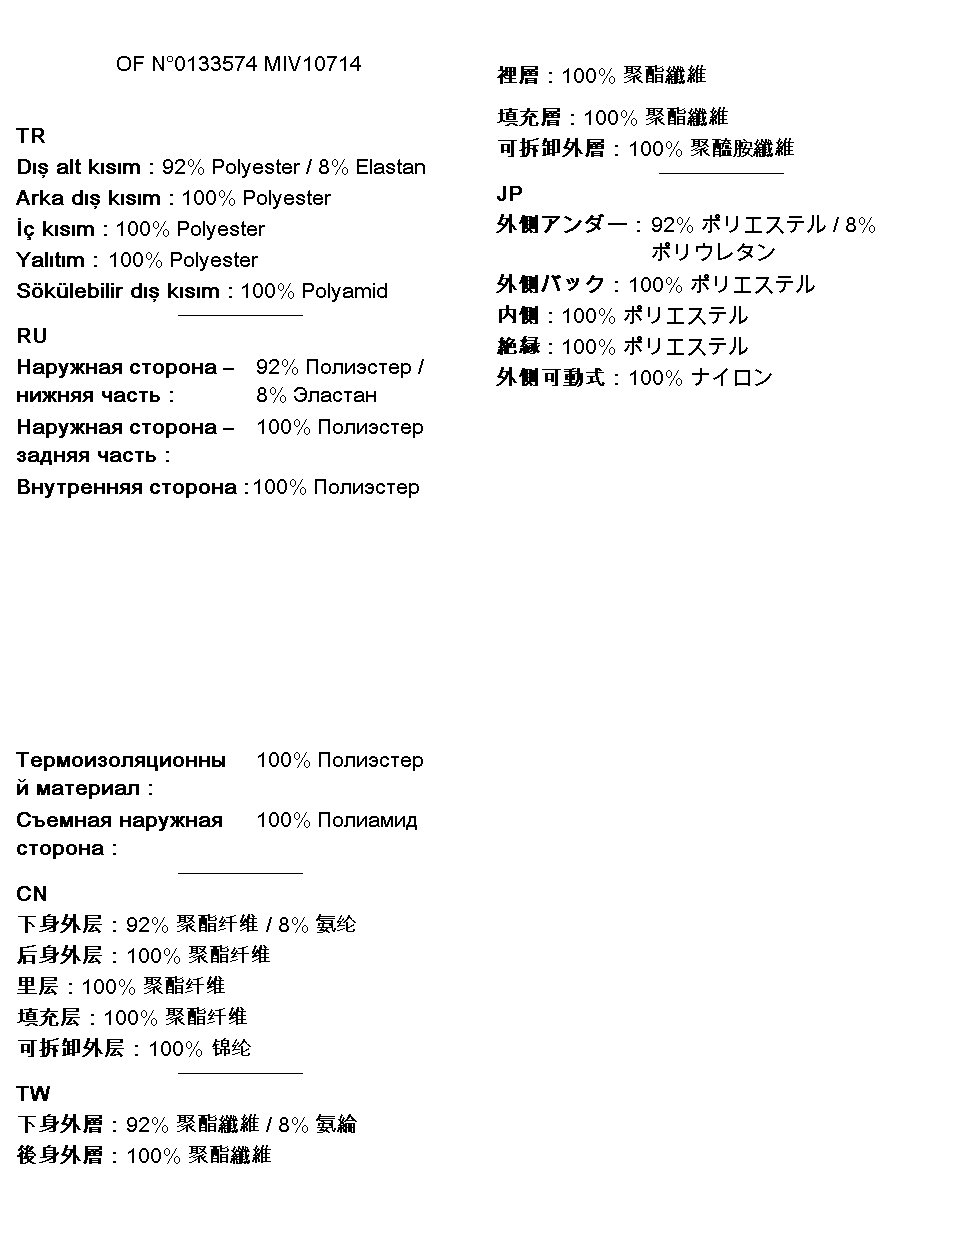 OF N°0133574 MIV10714
TR
Dış alt kısım : 92% Polyester / 8% Elastan
Arka dış kısım : 100% Polyester
İç kısım : 100% Polyester
Yalıtım : 100% Polyester
Sökülebilir dış kısım : 100% Polyamid
RU
Наружная сторона – 92% Полиэстер /
нижняя часть : 8% Эластан
Наружная сторона – 100% Полиэстер
задняя часть :
Внутренняя сторона : 100% Полиэстер
Термоизоляционны 100% Полиэстер
й материал :
Съемная наружная 100% Полиамид
сторона :
CN
下身外层 : 92% 聚酯纤维 / 8% 氨纶
后身外层 : 100% 聚酯纤维
里层 : 100% 聚酯纤维
填充层 : 100% 聚酯纤维
可拆卸外层 : 100% 锦纶
TW
下身外層 : 92% 聚酯纖維 / 8% 氨綸
後身外層 : 100% 聚酯纖維
裡層 : 100% 聚酯纖維
填充層 : 100% 聚酯纖維
可拆卸外層 : 100% 聚醯胺纖維
JP
外側アンダー : 92% ポリエステル / 8%
ポリウレタン
外側バック : 100% ポリエステル
内側 : 100% ポリエステル
絶縁 : 100% ポリエステル
外側可動式 : 100% ナイロン